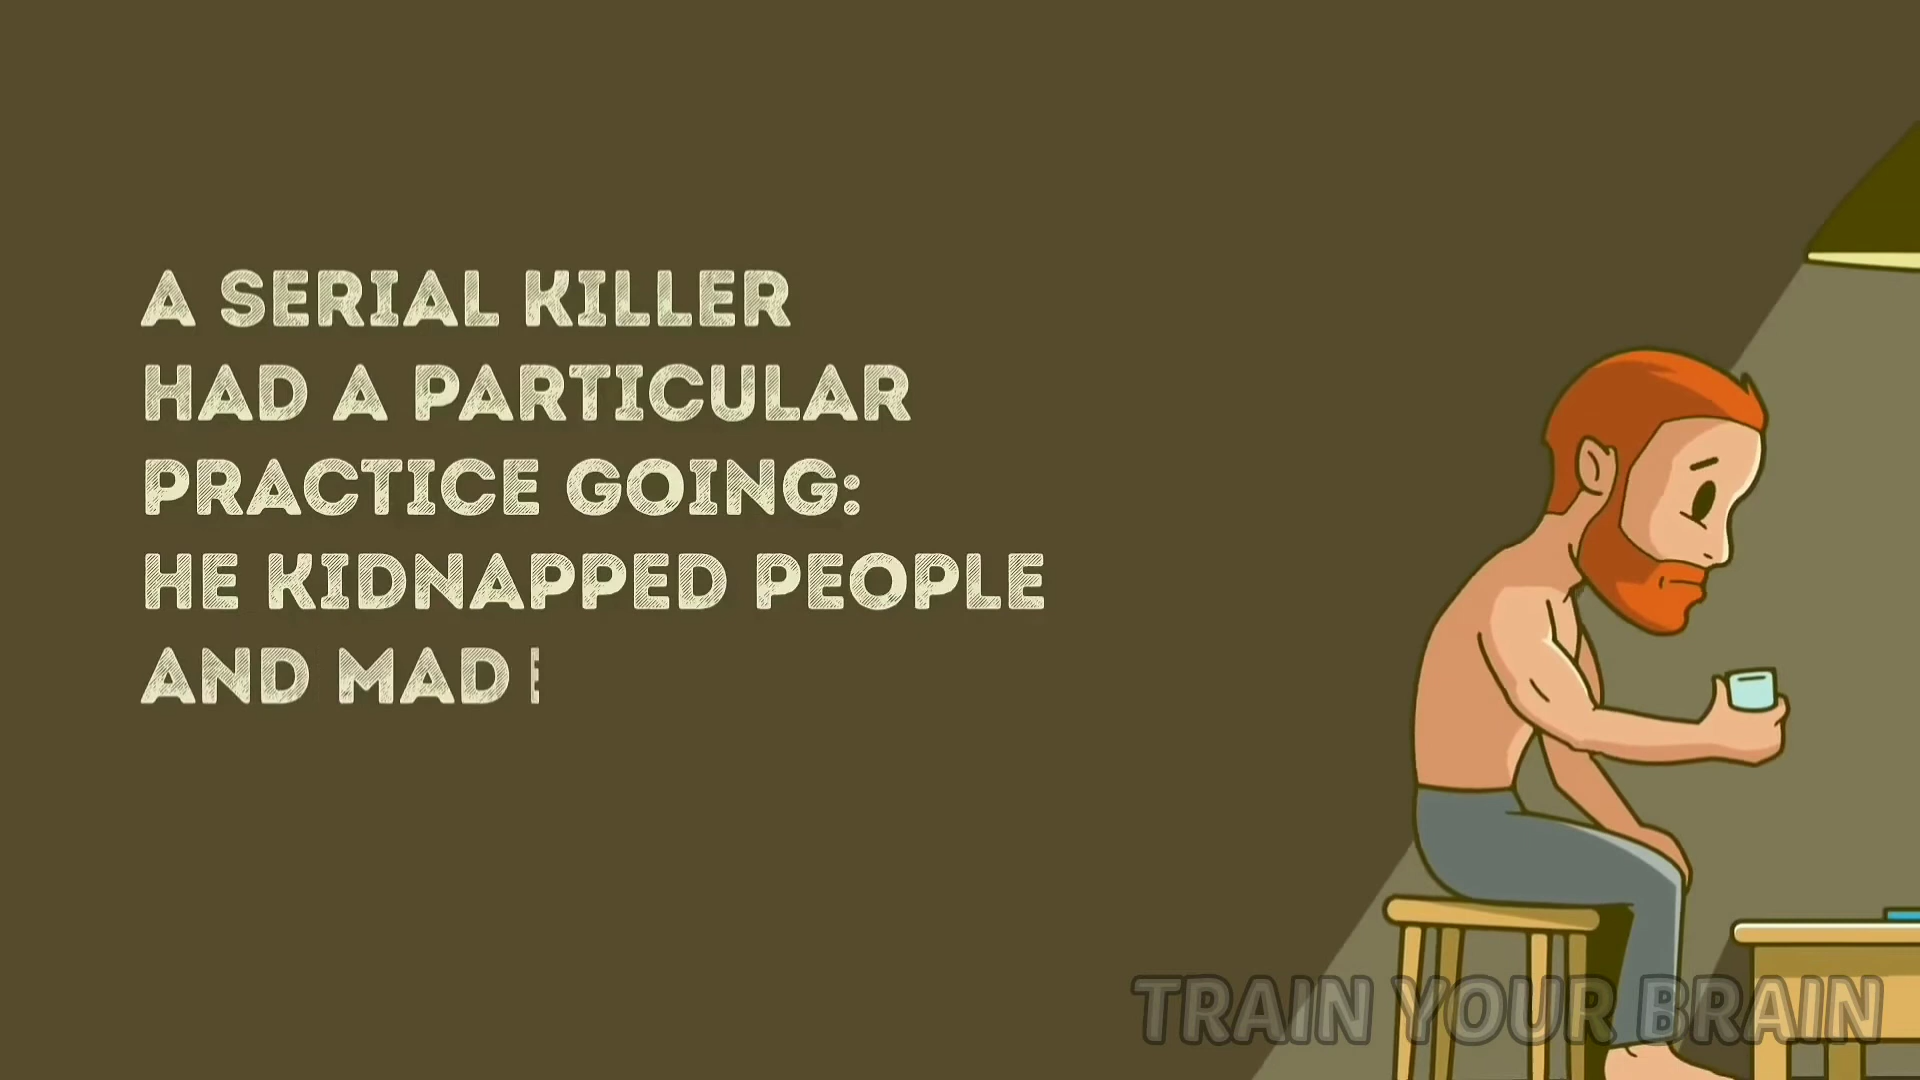 A SERIAL KILLER
HAD A PARTICULAR
PRACTICE GOING:
HE KIDNAPPED PEOPLE
AND MAD
TRAIN YOUR BRAIN